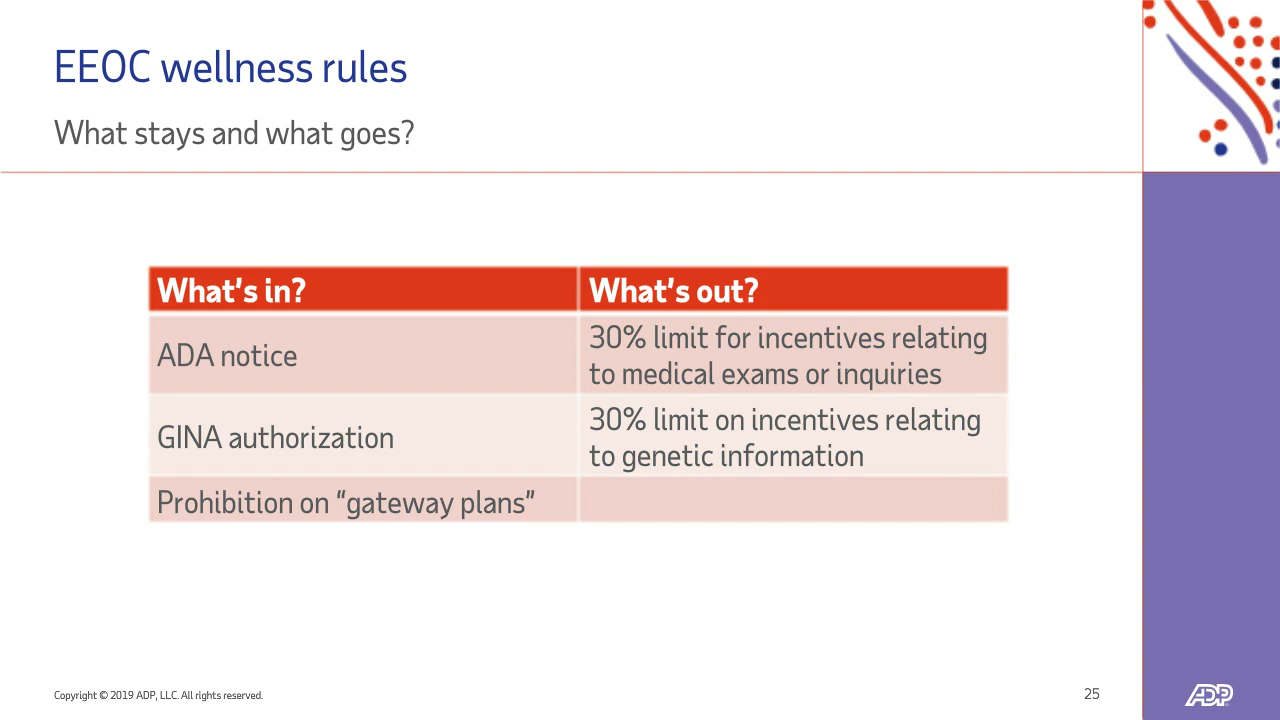 EEOC wellness rules
What stays and what goes?
What's in?
What's out?
ADA notice
30% limit for incentives relating
to medical exams or inquiries
GINA authorization
30% limit on incentives relating
to genetic information
Prohibition on “gateway plans”
Copyright © 2019 ADP, LLC. All rights reserved.
25
ADP